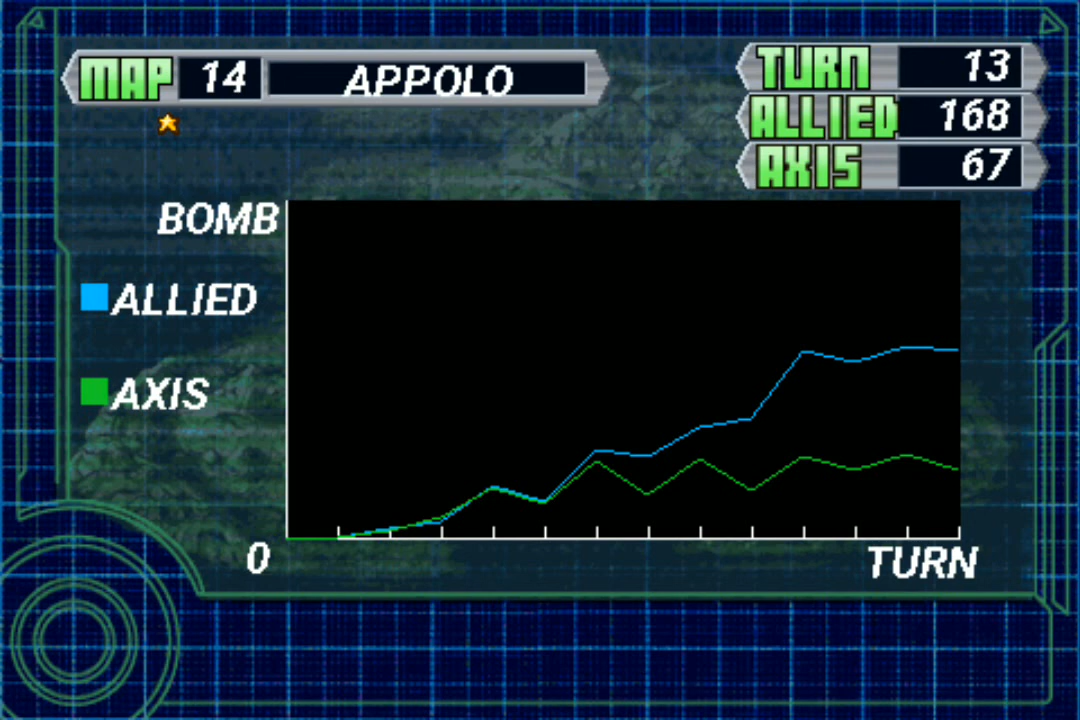 MAP 14 APPOLO
TURN 13
ALLIED 168
AXIS 67
BOMB
ALLIED
AXIS
0
TURN